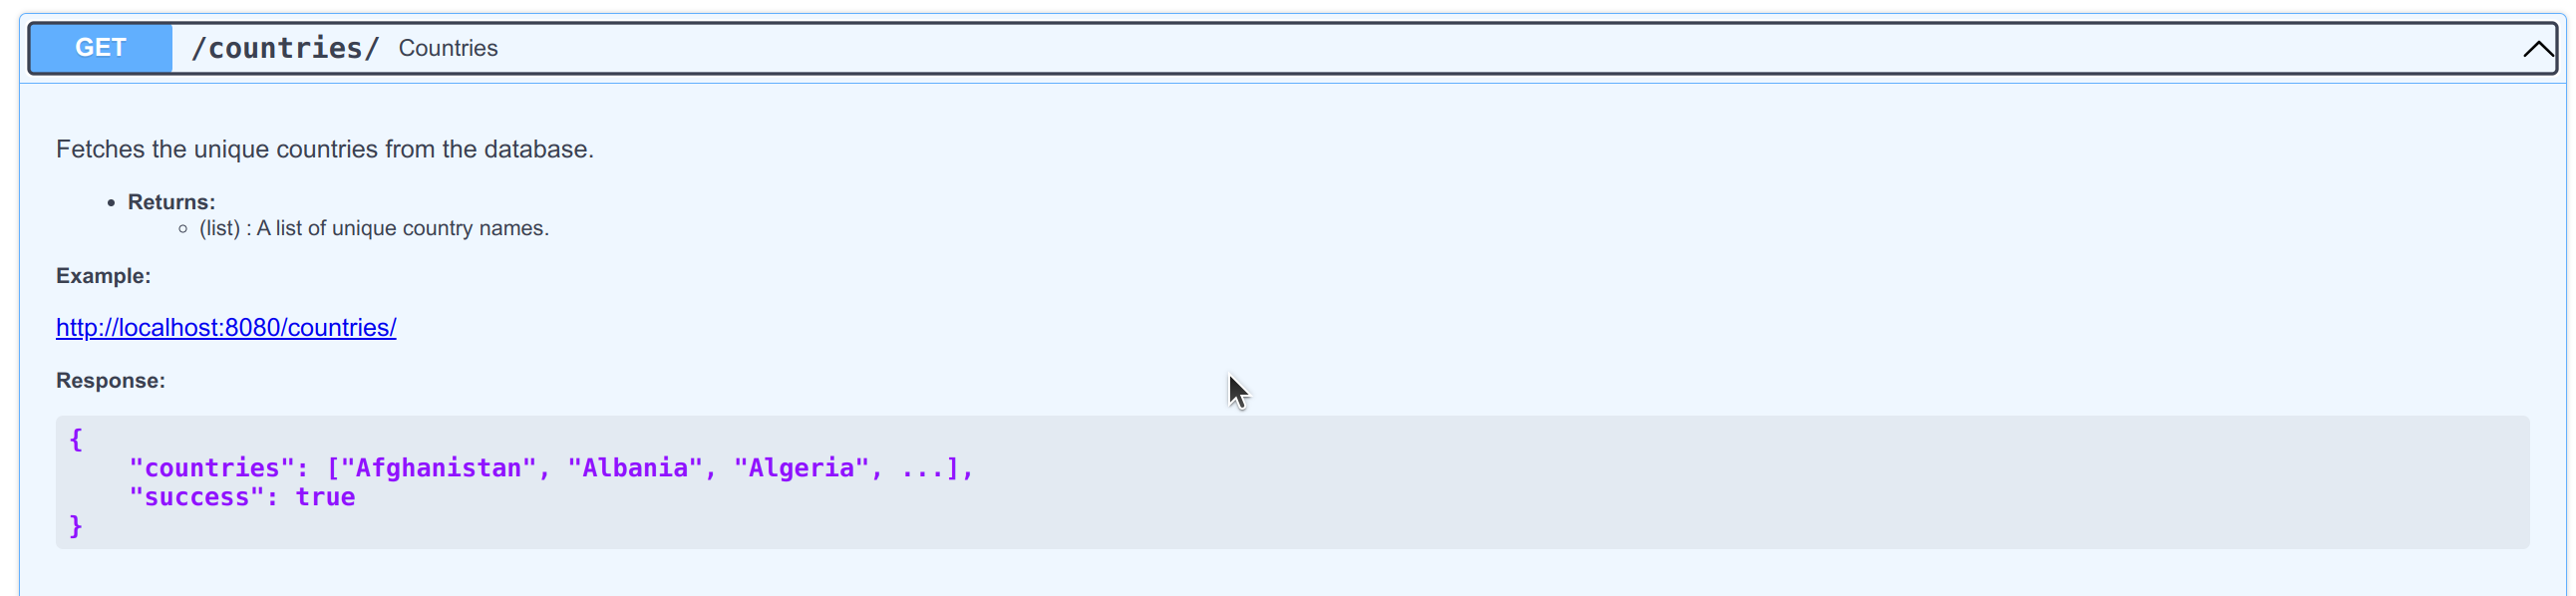 GET /countries/ Countries
Fetches the unique countries from the database.
Returns:
(list) : A list of unique country names.
Example:
http://localhost:8080/countries/
Response:
{
    "countries": ["Afghanistan", "Albania", "Algeria", ...],
    "success": true
}